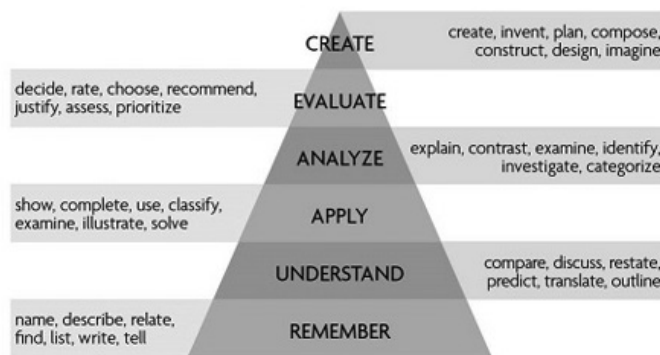 CREATE
create, invent, plan, compose,
construct, design, imagine
decide, rate, choose, recommend,
justify, assess, prioritize
EVALUATE
ANALYZE
explain, contrast, examine, identify,
investigate, categorize
show, complete, use, classify,
examine, illustrate, solve
APPLY
UNDERSTAND
compare, discuss, restate,
predict, translate, outline
name, describe, relate,
find, list, write, tell
REMEMBER